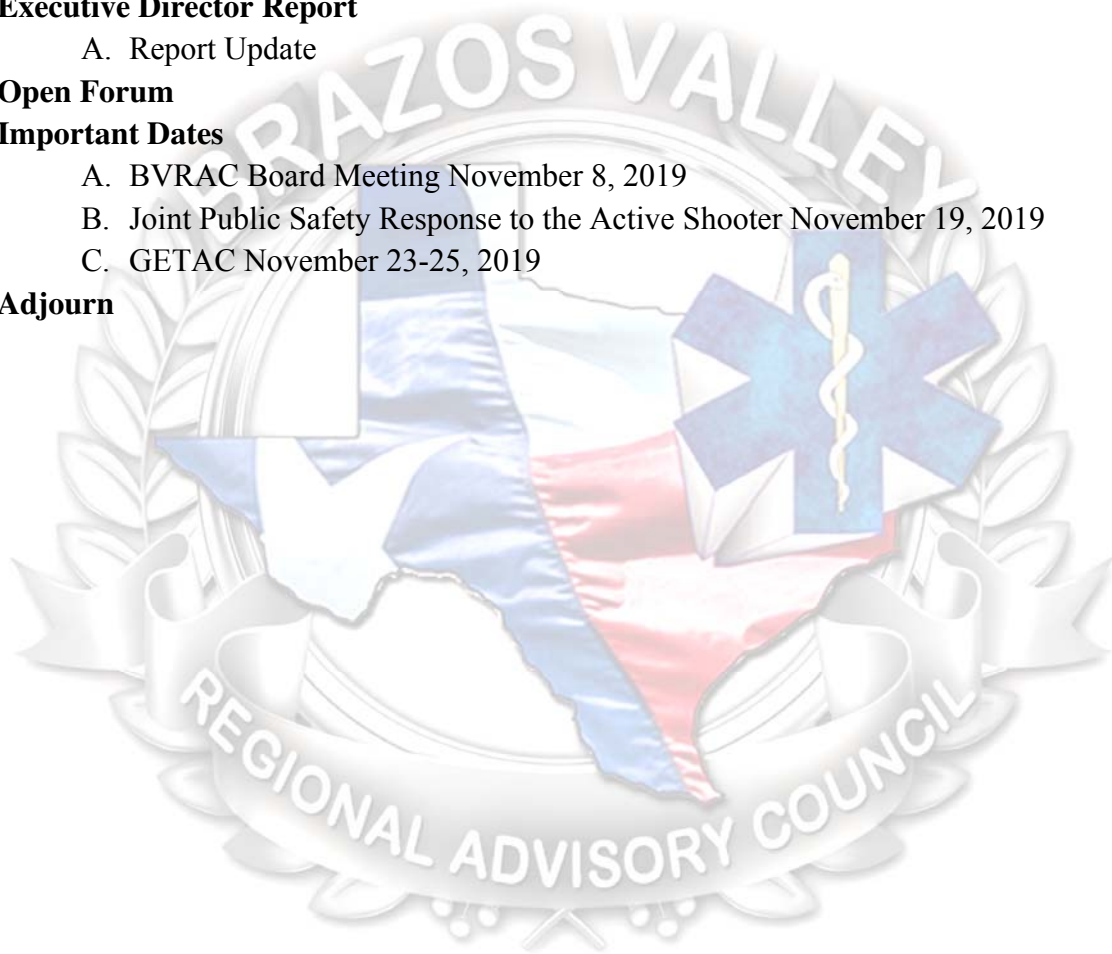 Executive Director Report
A. Report Update
Open Forum
Important Dates
A. BVRAC Board Meeting November 8, 2019
B. Joint Public Safety Response to the Active Shooter November 19, 2019
C. GETAC November 23-25, 2019
Adjourn
BRAZOS VALLEY
REGIONAL ADVISORY COUNCIL